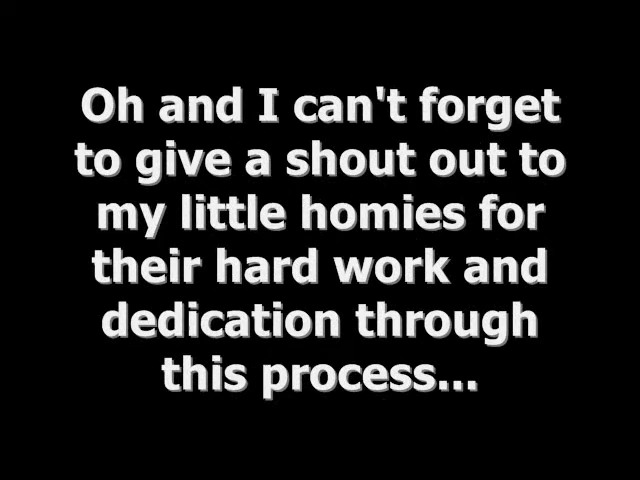 Oh and I can't forget
to give a shout out to
my little homies for
their hard work and
dedication through
this process...